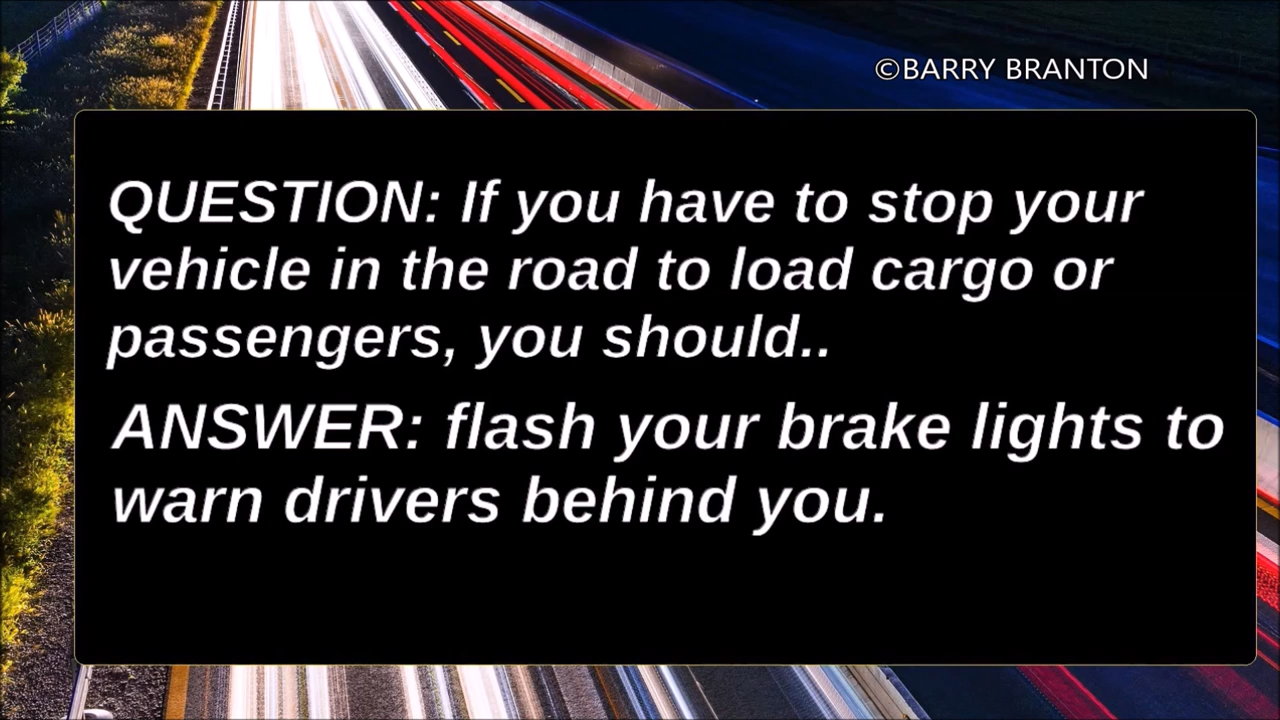 ©BARRY BRANTON
QUESTION: If you have to stop your
vehicle in the road to load cargo or
passengers, you should..
ANSWER: flash your brake lights to
warn drivers behind you.